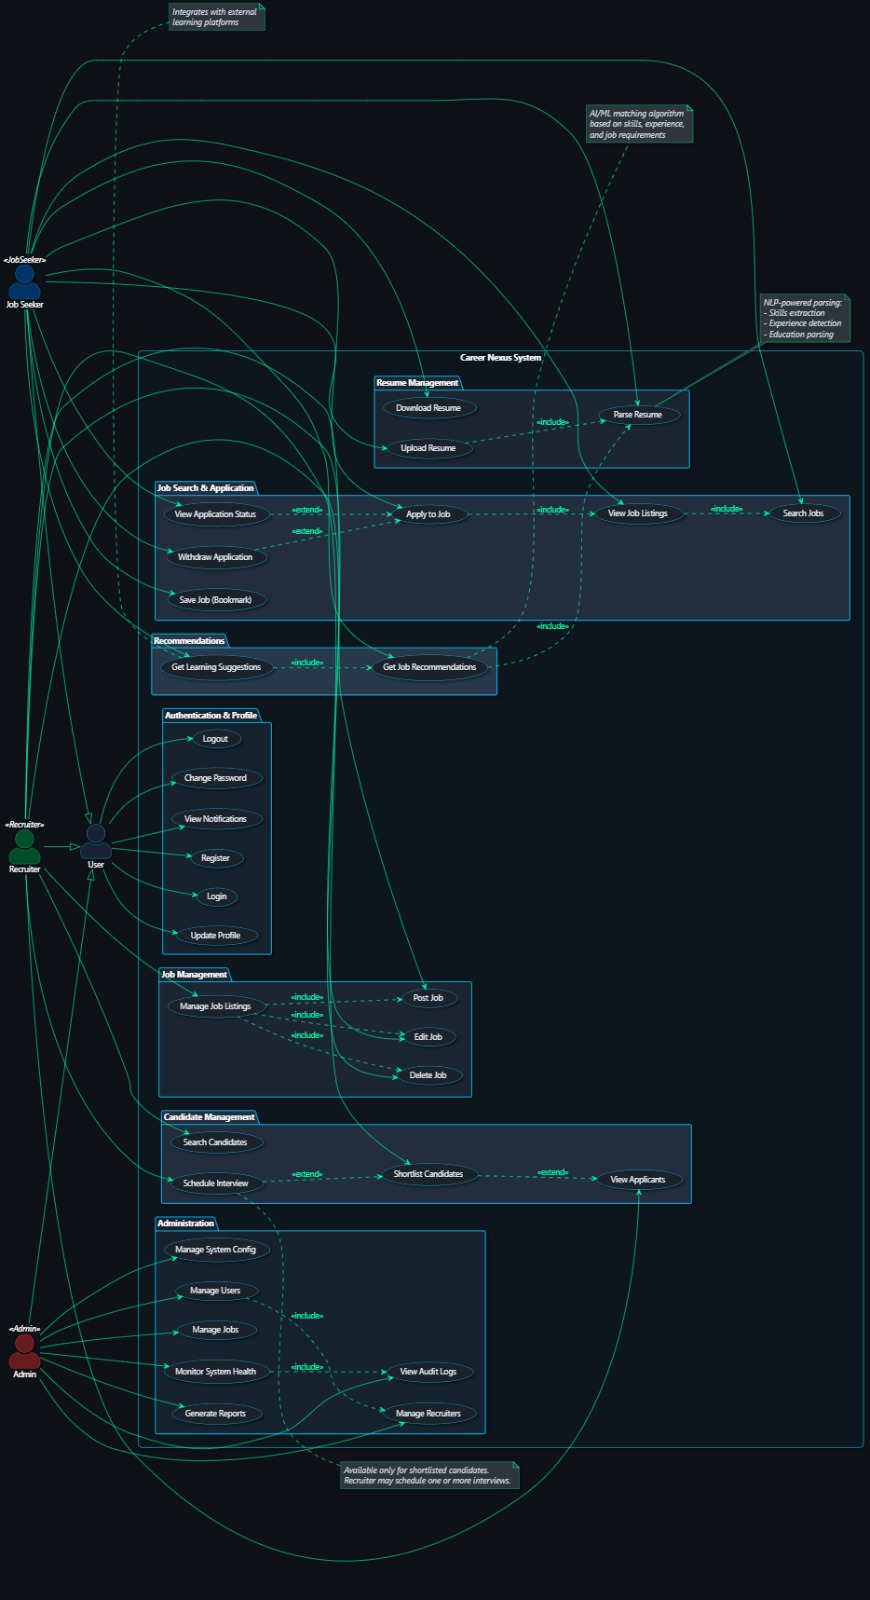 Integrates with external
learning platforms
AI/ML matching algorithm
based on skills, experience,
and job requirements
«JobSeeker»
Job Seeker
NLP-powered parsing:
- Skills extraction
- Experience detection
- Education parsing
Career Nexus System
Resume Management
Download Resume
Parse Resume
«include»
Upload Resume
Job Search & Application
View Application Status
«extend»
Apply to Job
«include»
View Job Listings
«include»
Search Jobs
«extend»
Withdraw Application
Save Job (Bookmark)
«include»
Recommendations
Get Learning Suggestions
«include»
Get Job Recommendations
Authentication & Profile
Logout
Change Password
View Notifications
«Recruiter»
Recruiter
User
Register
Login
Update Profile
Job Management
Manage Job Listings
«include»
Post Job
«include»
Edit Job
«include»
Delete Job
Candidate Management
Search Candidates
Schedule Interview
«extend»
Shortlist Candidates
«extend»
View Applicants
Administration
Manage System Config
Manage Users
«include»
Manage Jobs
«Admin»
Admin
Monitor System Health
«include»
View Audit Logs
Generate Reports
Manage Recruiters
Available only for shortlisted candidates.
Recruiter may schedule one or more interviews.